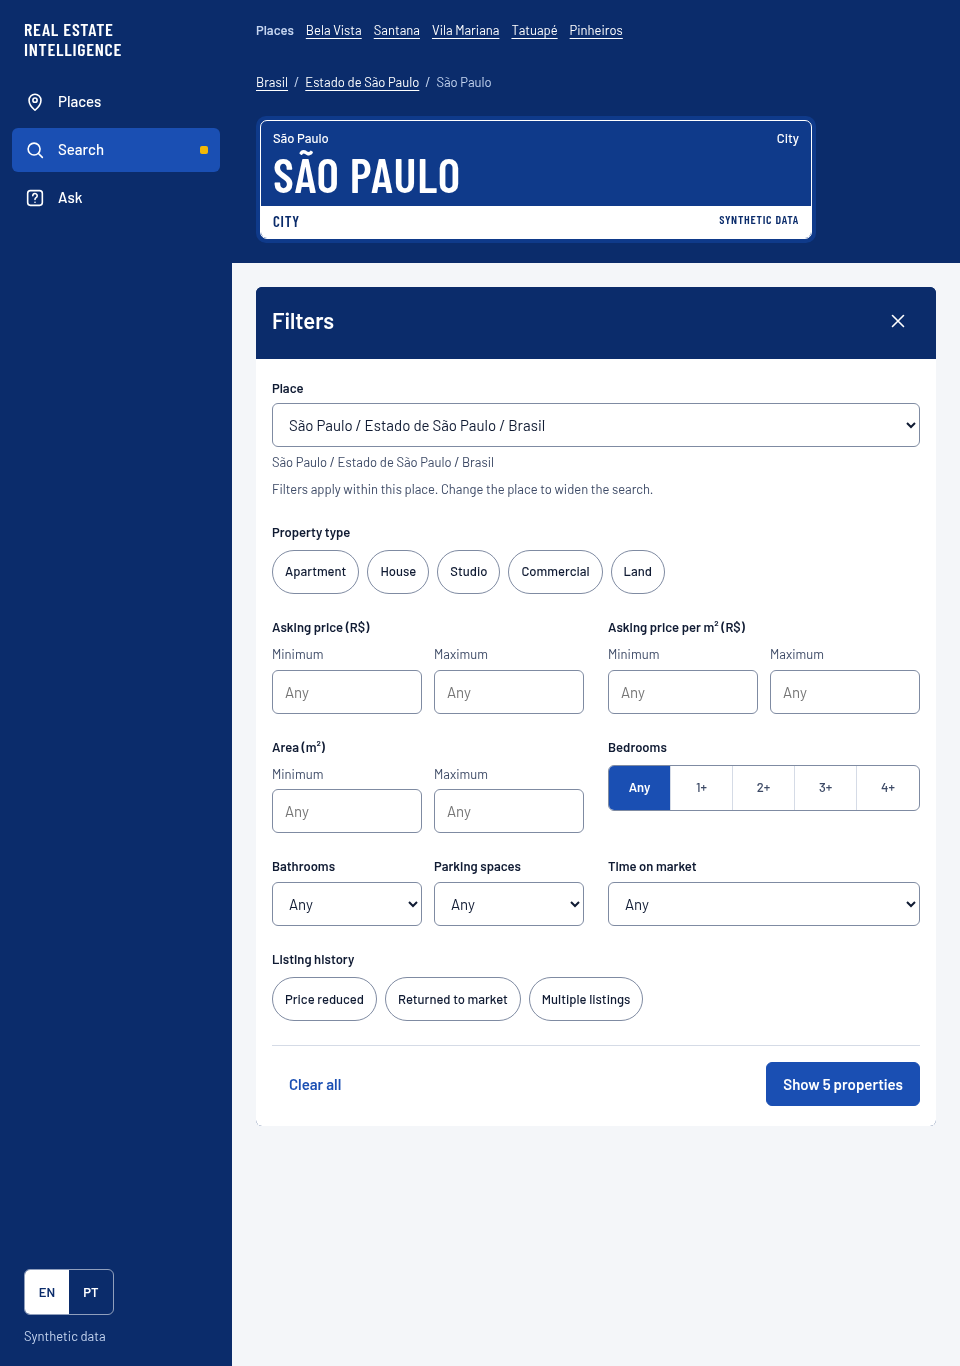 REAL ESTATE
INTELLIGENCE
Places
Search
Ask
EN PT
Synthetic data
Places Bela Vista Santana Vila Mariana Tatuapé Pinheiros
Brasil / Estado de São Paulo / São Paulo
São Paulo City
SÃO PAULO
CITY SYNTHETIC DATA
Filters
Place
São Paulo / Estado de São Paulo / Brasil
São Paulo / Estado de São Paulo / Brasil
Filters apply within this place. Change the place to widen the search.
Property type
Apartment House Studio Commercial Land
Asking price (R$) Asking price per m² (R$)
Minimum Maximum Minimum Maximum
Any Any Any Any
Area (m²) Bedrooms
Minimum Maximum
Any Any Any 1+ 2+ 3+ 4+
Bathrooms Parking spaces Time on market
Any Any Any
Listing history
Price reduced Returned to market Multiple listings
Clear all Show 5 properties